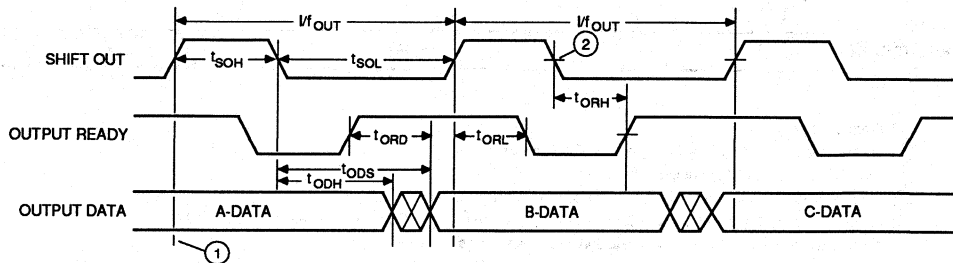 I/fOUT I/fOUT
2
SHIFT OUT tSOH tSOL
tORH
OUTPUT READY tORD tORL
tODS
tODH
OUTPUT DATA A-DATA B-DATA C-DATA
1